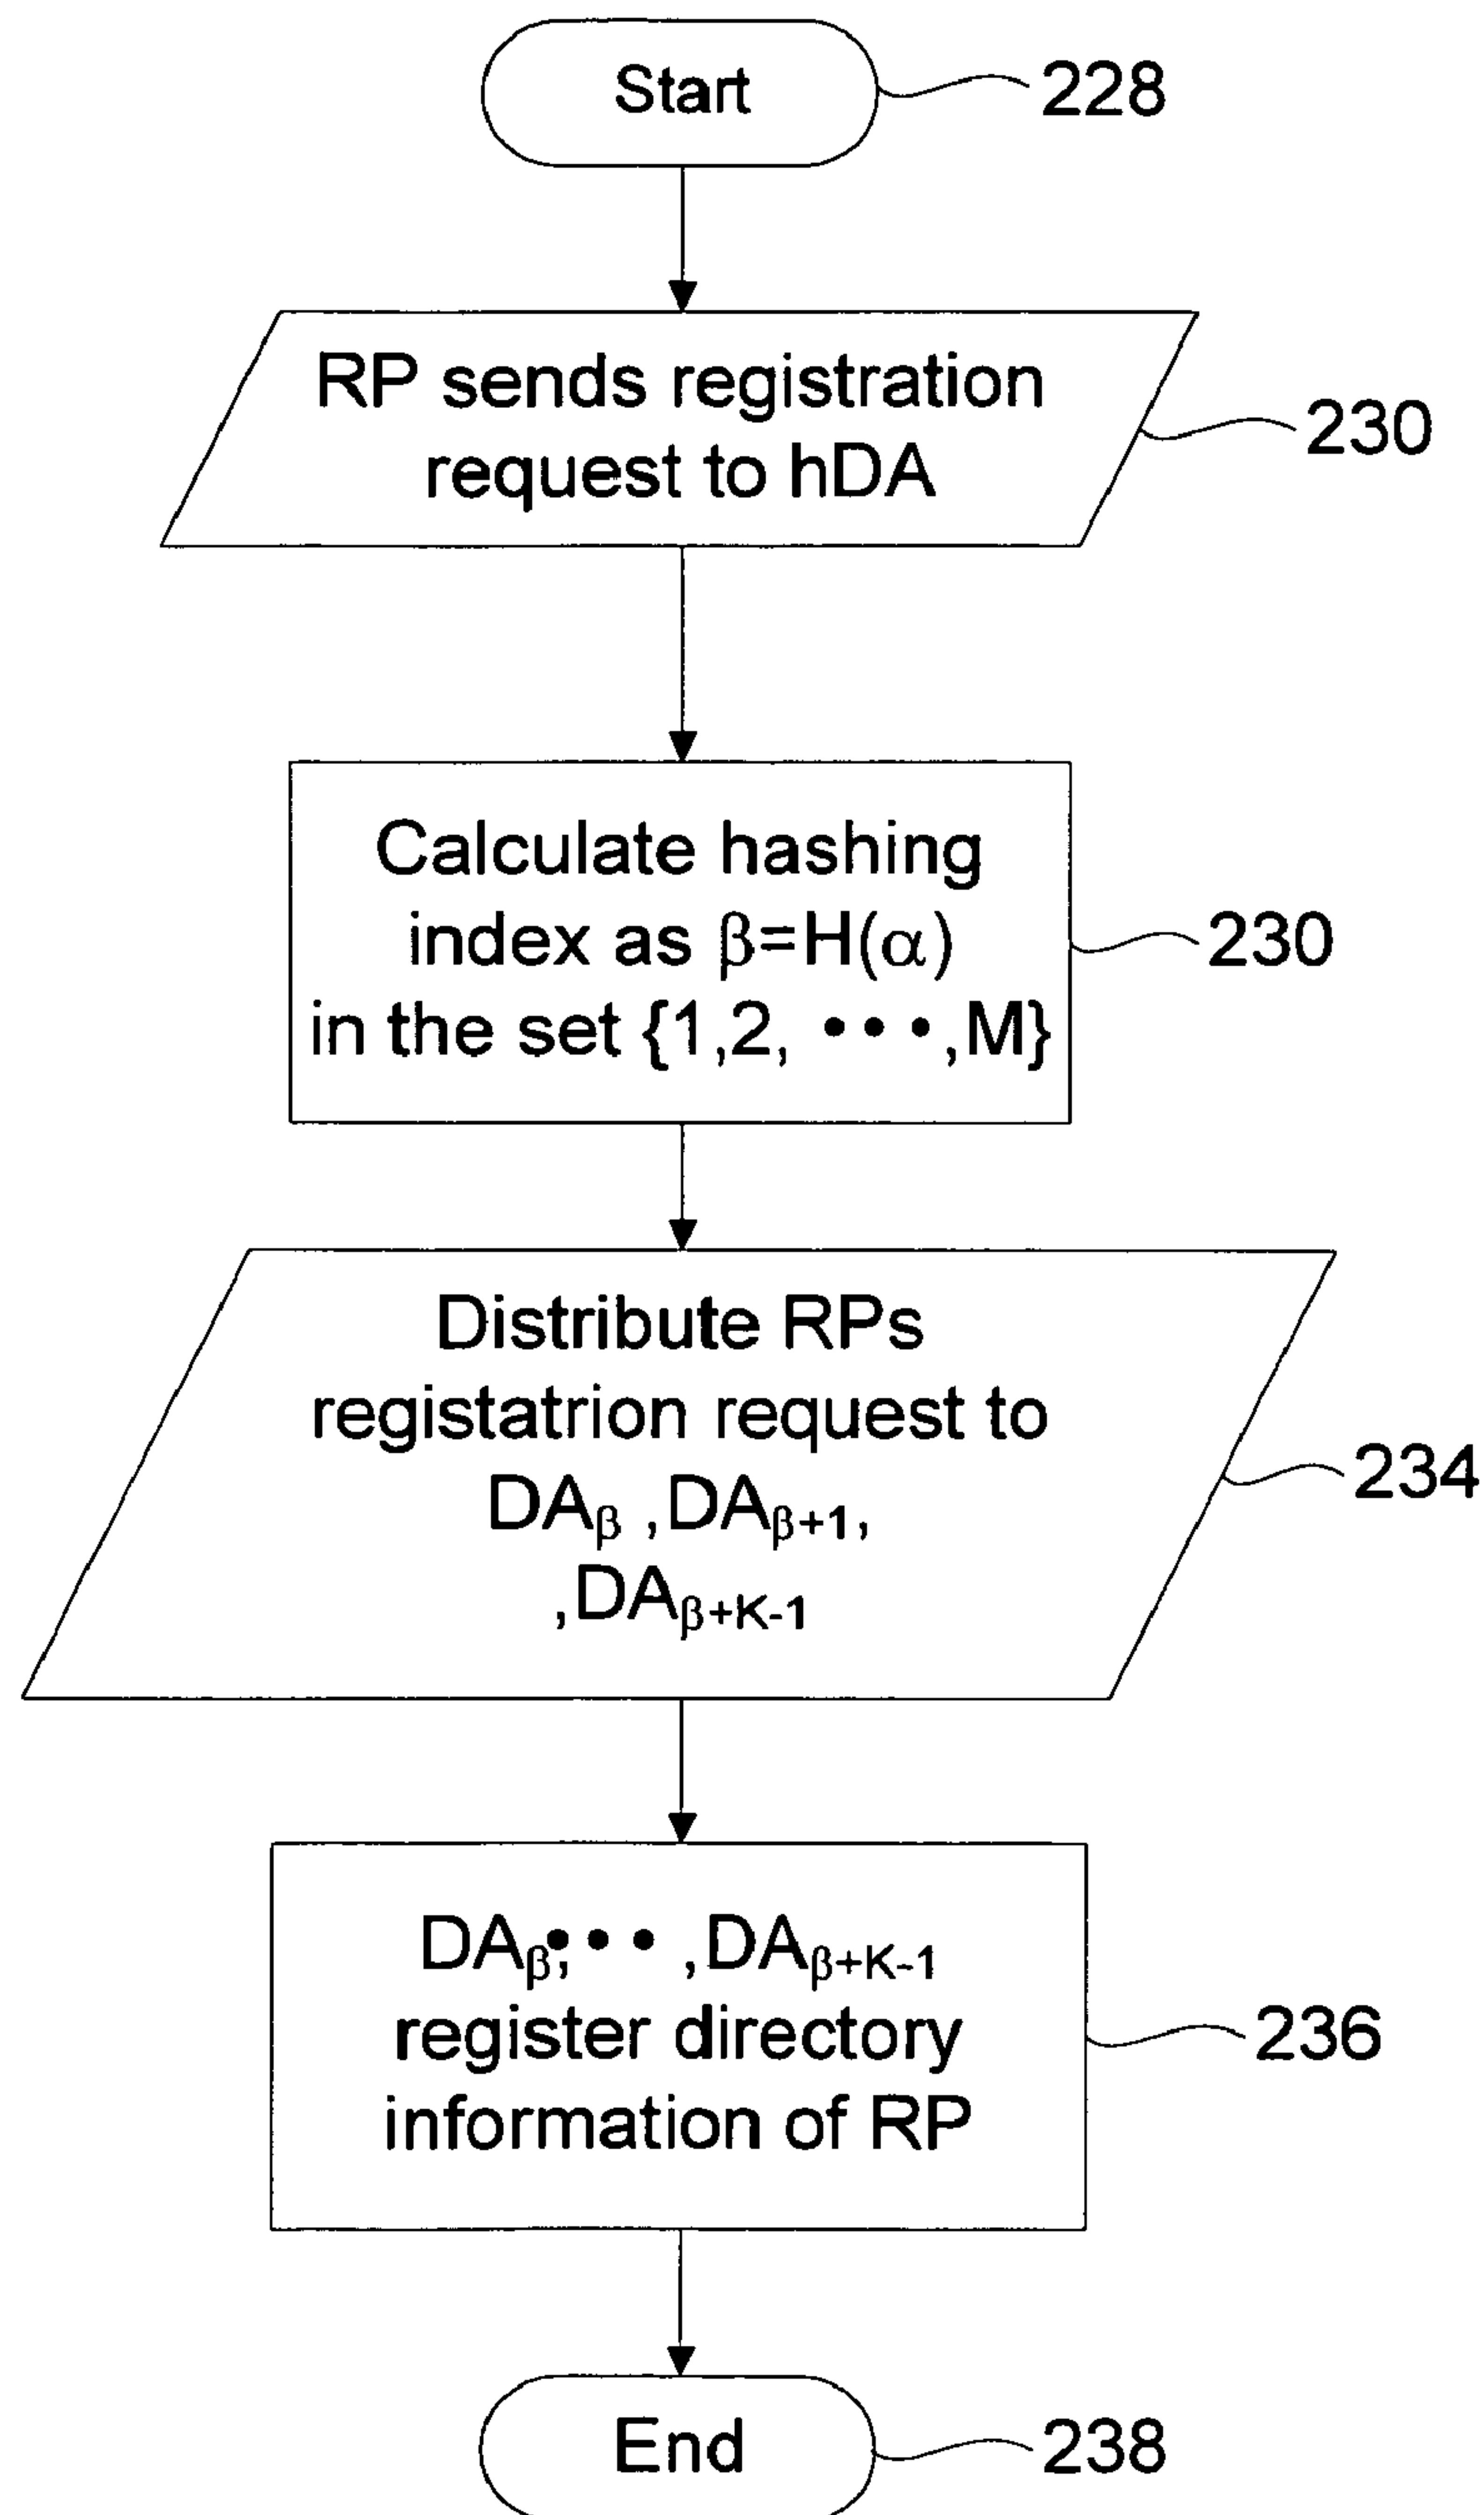 Start
228
RP sends registration
request to hDA
230
Calculate hashing
index as β=H(α)
in the set {1,2, • • • ,M}
230
Distribute RPs
registatrion request to
DAβ ,DAβ+1,
,DAβ+K-1
234
DAβ,• • • ,DAβ+K-1
register directory
information of RP
236
End
238